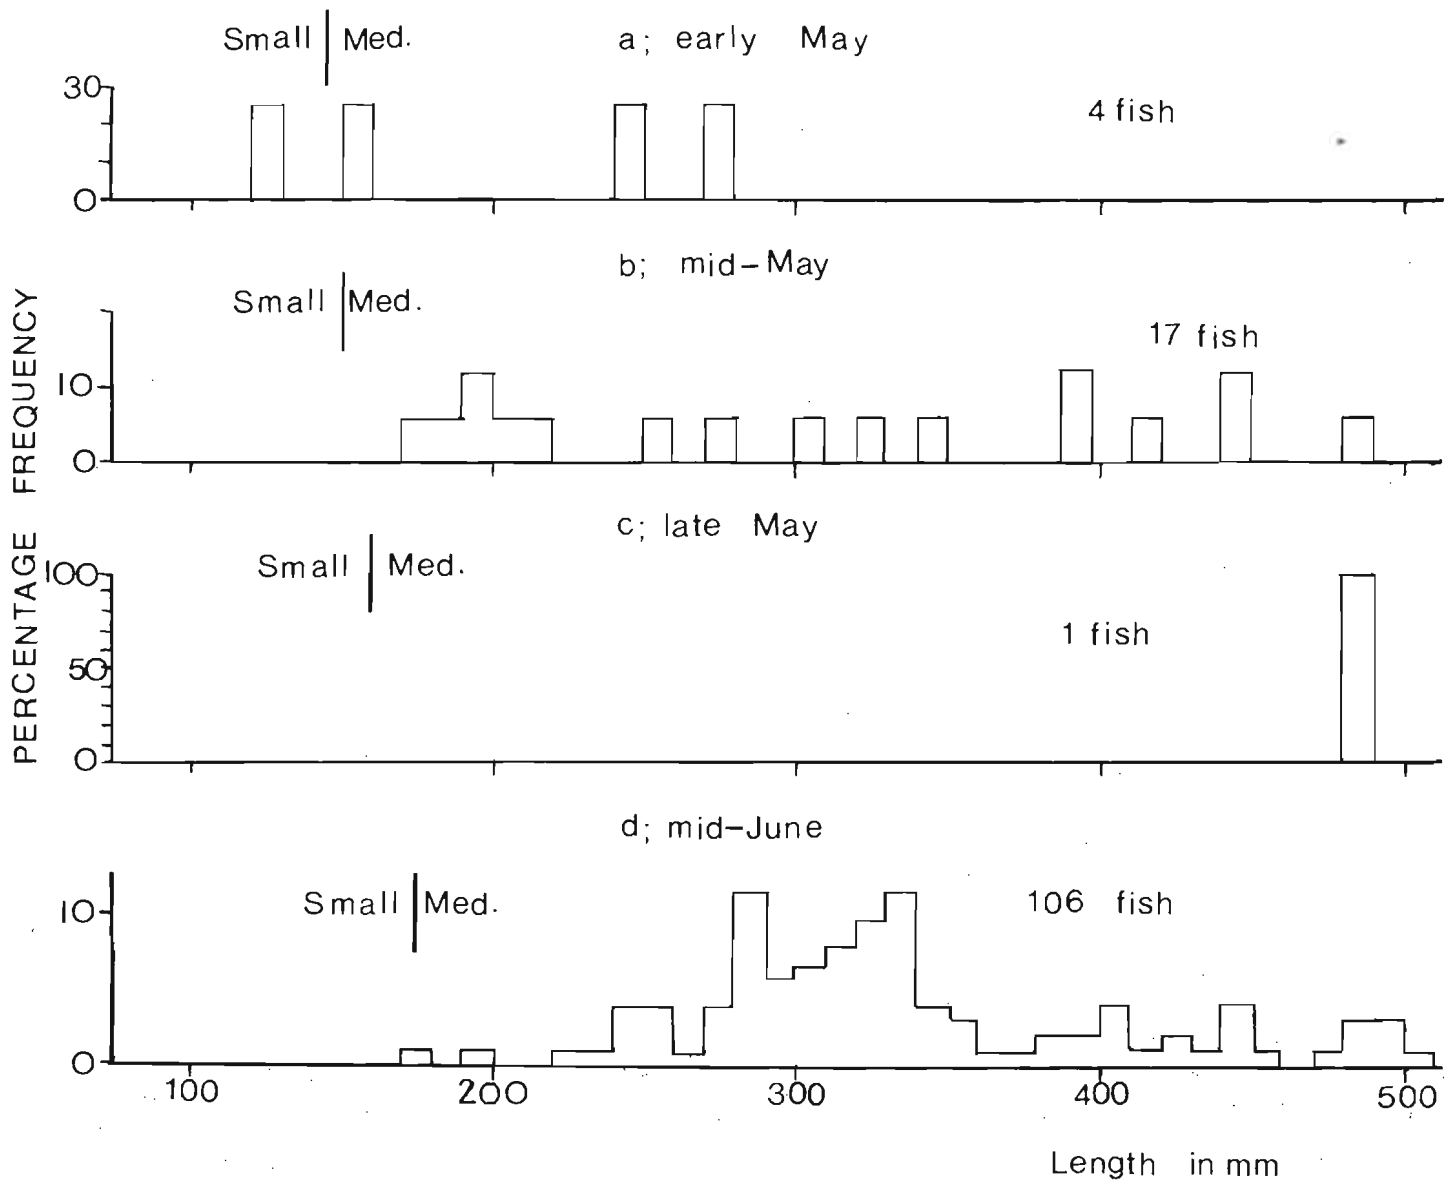 Small Med.
a; early May
30
4 fish
0
b; mid-May
Small Med.
17 fish
10
0
PERCENTAGE FREQUENCY
c; late May
Small Med.
100
1 fish
50
0
d; mid-June
Small Med.
106 fish
10
0
100 200 300 400 500
Length in mm